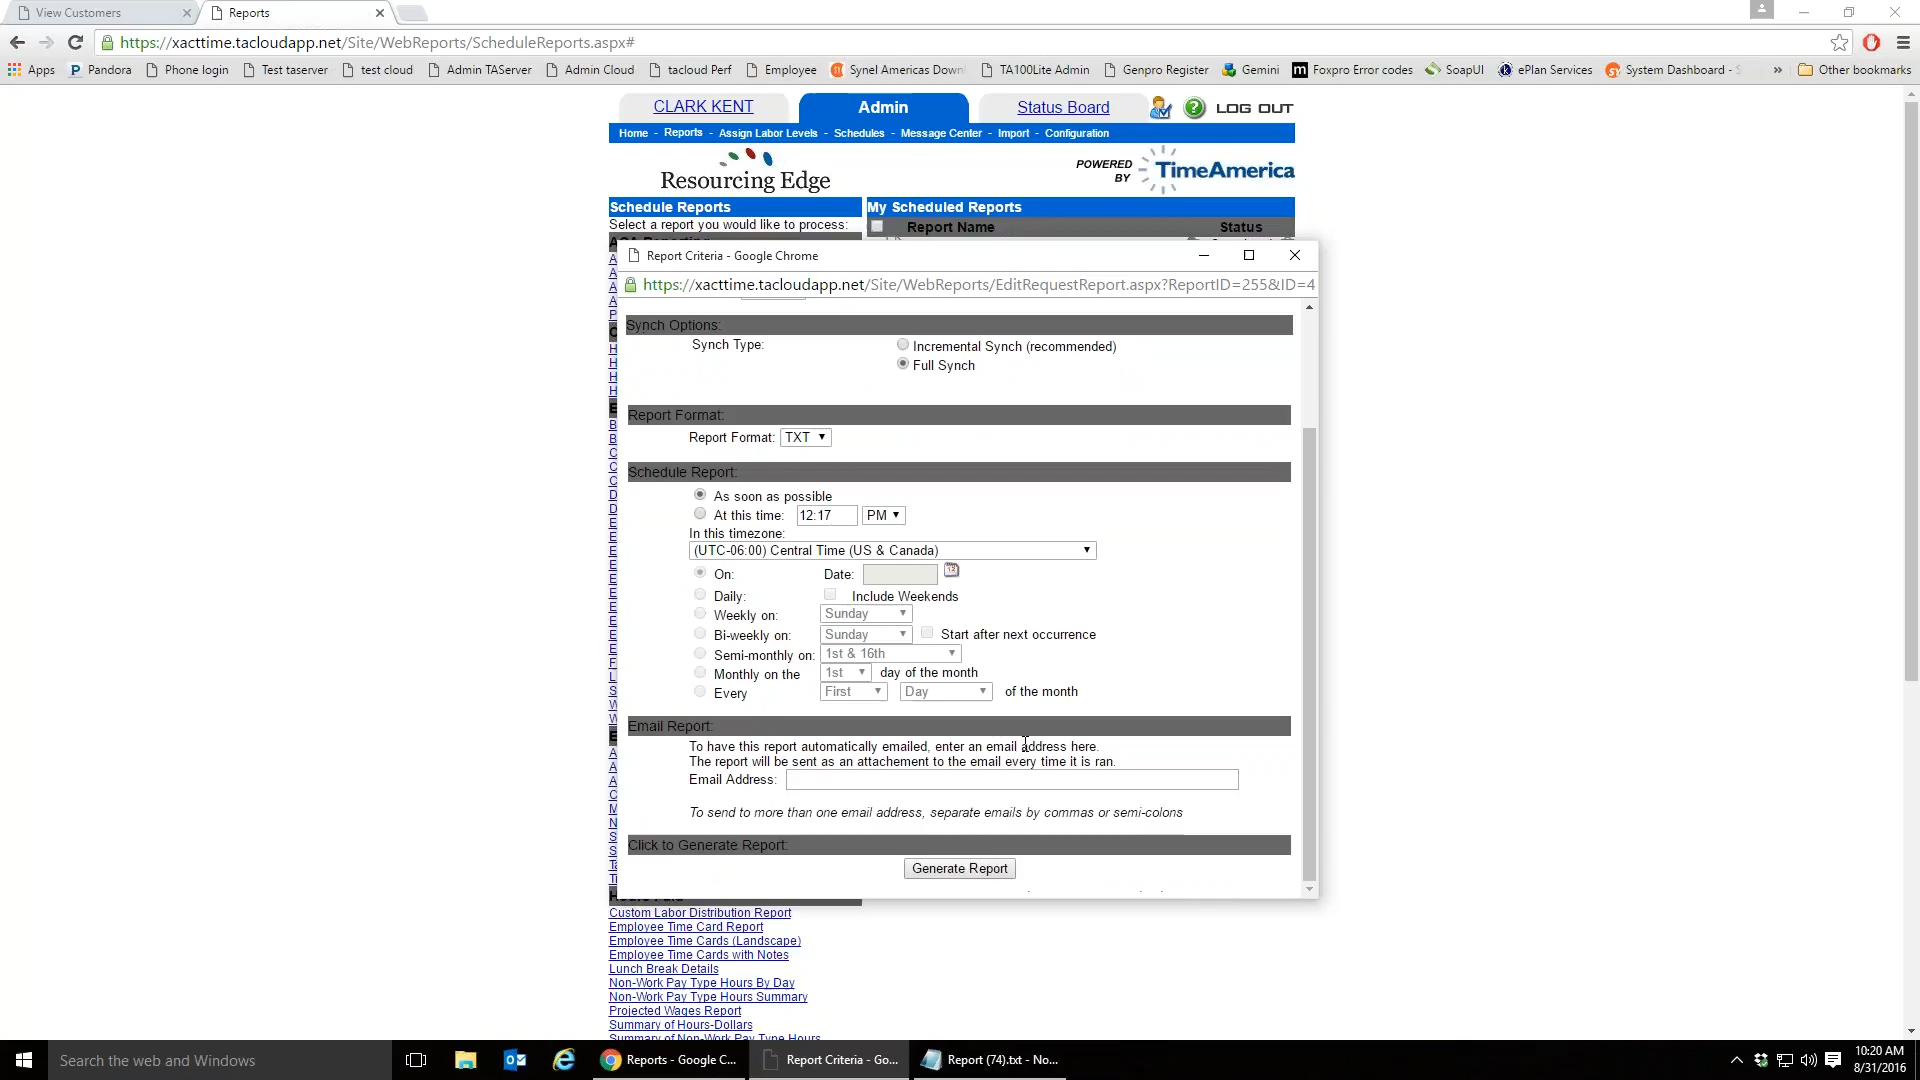 View Customers
Reports
https://xacttime.tacloudapp.net/Site/WebReports/ScheduleReports.aspx#
Apps Pandora Phone login Test taserver test cloud Admin TAServer Admin Cloud tacloud Perf Employee Synel Americas Down TA100Lite Admin Genpro Register Gemini Foxpro Error codes SoapUI ePlan Services System Dashboard - » Other bookmarks
CLARK KENT
Admin
Status Board
LOG OUT
Home - Reports - Assign Labor Levels - Schedules - Message Center - Import - Configuration
Resourcing Edge
POWERED BY
TimeAmerica
Schedule Reports
Select a report you would like to process:
My Scheduled Reports
Report Name
Status
Report Criteria - Google Chrome
https://xacttime.tacloudapp.net/Site/WebReports/EditRequestReport.aspx?ReportID=255&ID=4
Synch Options:
Synch Type:
Incremental Synch (recommended)
Full Synch
Report Format:
Report Format: TXT
Schedule Report:
As soon as possible
At this time: 12:17 PM
In this timezone:
(UTC-06:00) Central Time (US & Canada)
On: Date:
Daily: Include Weekends
Weekly on: Sunday
Bi-weekly on: Sunday Start after next occurrence
Semi-monthly on: 1st & 16th
Monthly on the 1st day of the month
Every First Day of the month
Email Report:
To have this report automatically emailed, enter an email address here.
The report will be sent as an attachement to the email every time it is ran.
Email Address:
To send to more than one email address, separate emails by commas or semi-colons
Click to Generate Report:
Generate Report
Custom Labor Distribution Report
Employee Time Card Report
Employee Time Cards (Landscape)
Employee Time Cards with Notes
Lunch Break Details
Non-Work Pay Type Hours By Day
Non-Work Pay Type Hours Summary
Projected Wages Report
Summary of Hours-Dollars
Summary of Non-Work Pay Type Hours
Search the web and Windows
Reports - Google C...
Report Criteria - Go...
Report (74).txt - No...
10:20 AM
8/31/2016